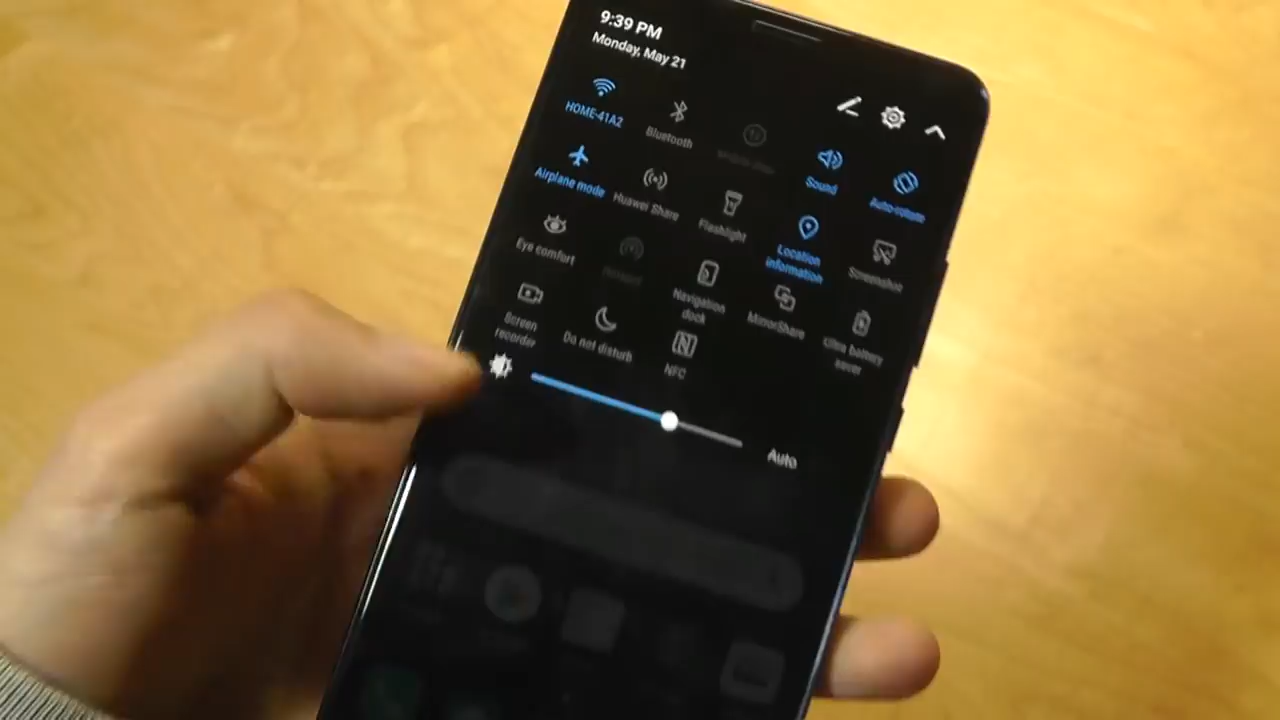 9:39 PM
Monday, May 21
HOME-41A2
Bluetooth
Sound
Auto-rotate
Airplane mode
Huawei Share
Flashlight
Location
information
Screenshot
Eye comfort
Navigation
dock
MirrorShare
Ultra battery
saver
Screen
recorder
Do not disturb
NFC
Auto